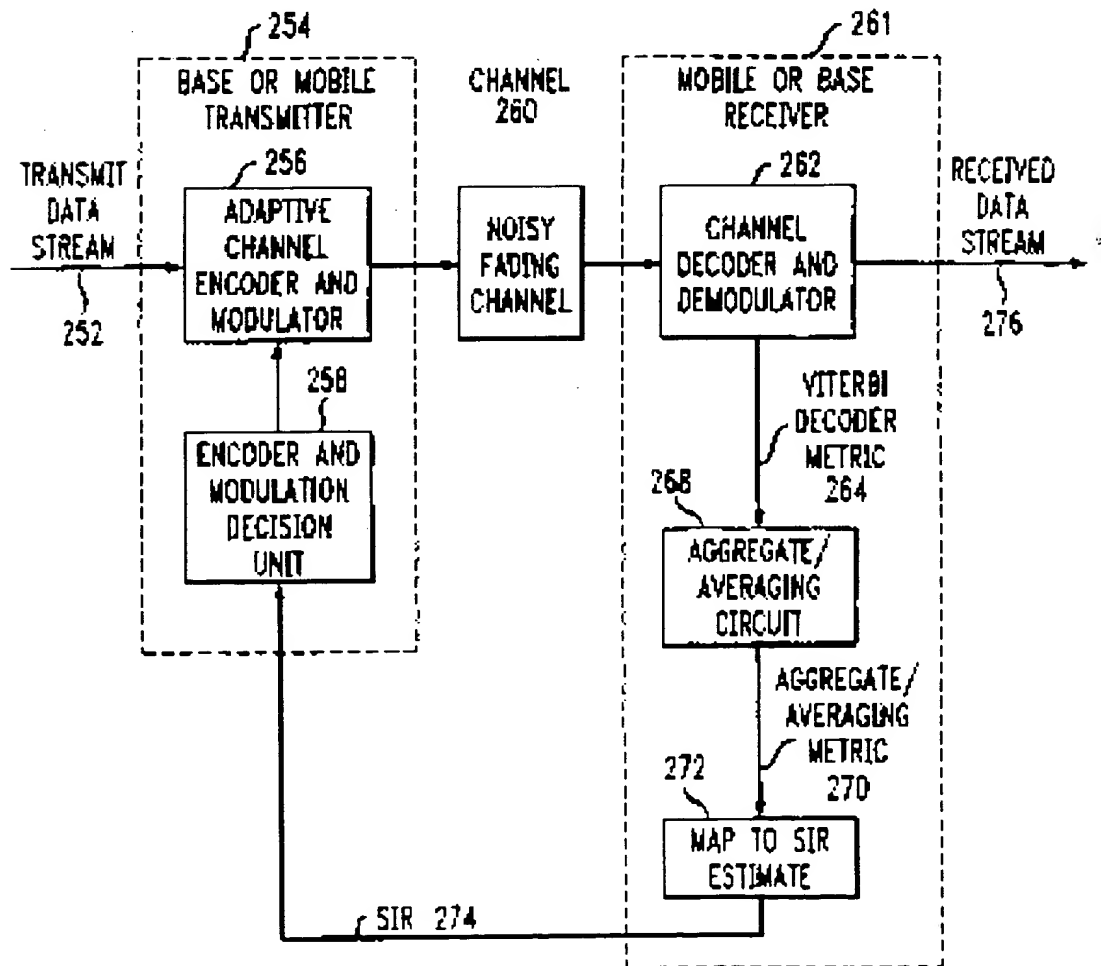 254
BASE OR MOBILE
TRANSMITTER
CHANNEL
260
261
MOBILE OR BASE
RECEIVER
TRANSMIT
DATA
STREAM
252
256
ADAPTIVE
CHANNEL
ENCODER AND
MODULATOR
NOISY
FADING
CHANNEL
262
CHANNEL
DECODER AND
DEMODULATOR
RECEIVED
DATA
STREAM
276
258
ENCODER AND
MODULATION
DECISION
UNIT
VITERBI
DECODER
METRIC
264
268
AGGREGATE/
AVERAGING
CIRCUIT
AGGREGATE/
AVERAGING
METRIC
270
272
MAP TO SIR
ESTIMATE
SIR 274